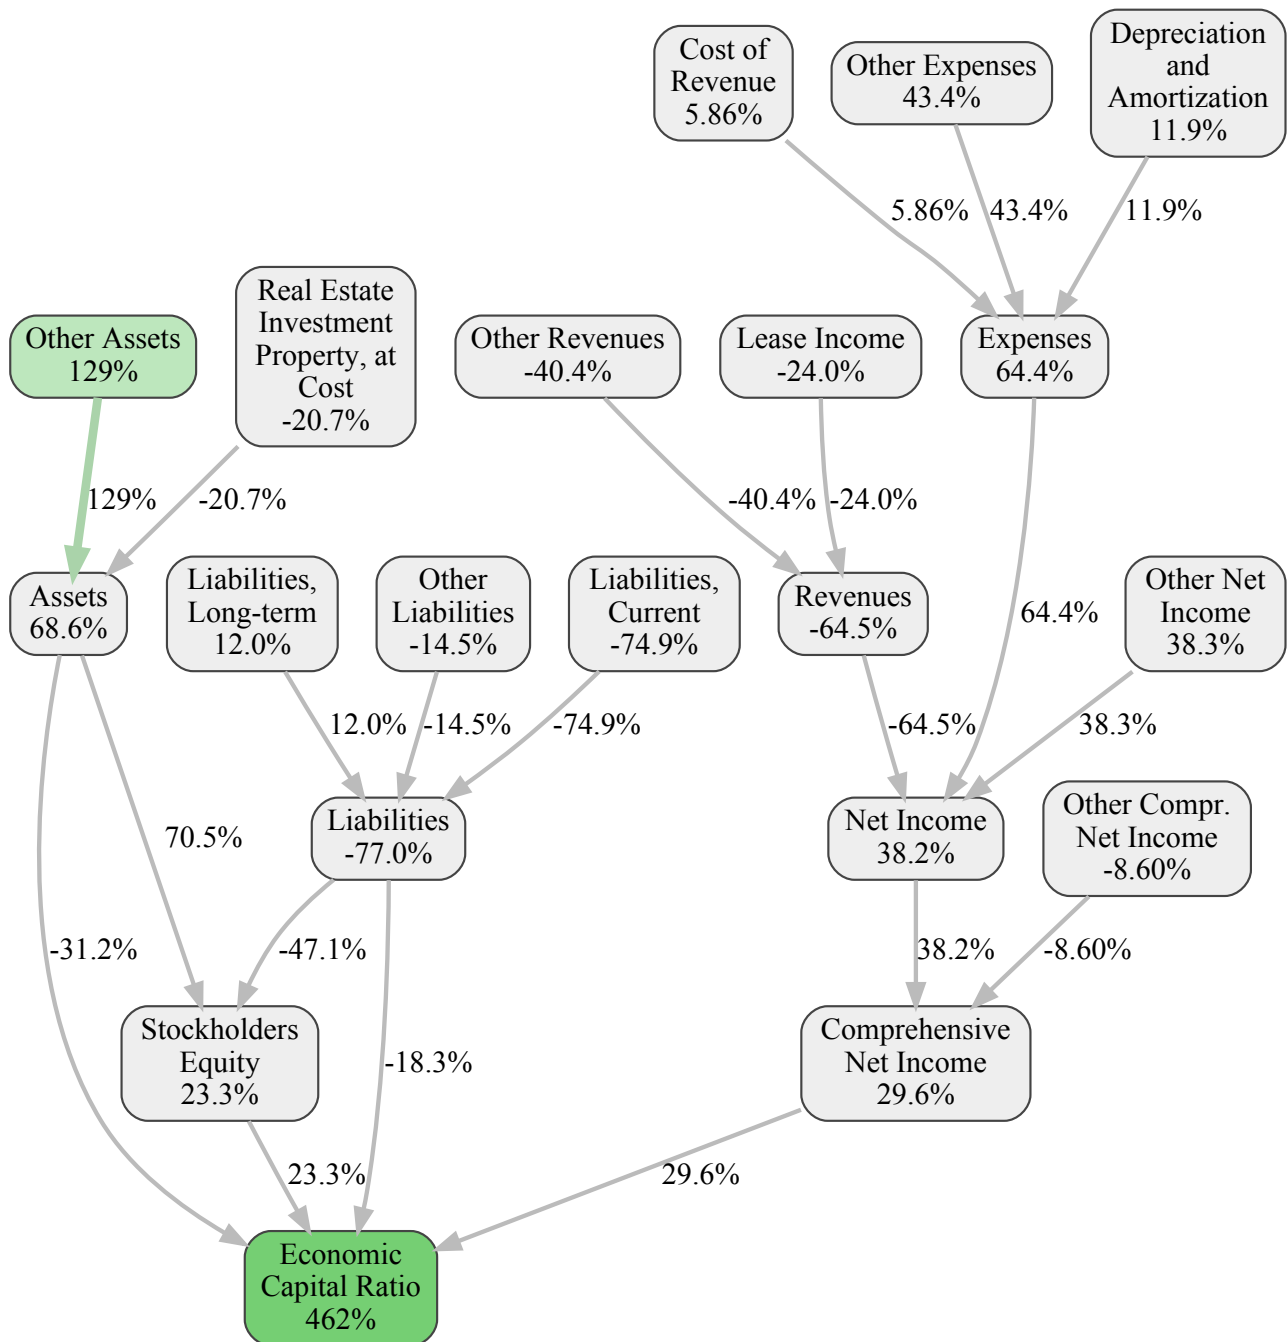 Cost of
Revenue
5.86%
Other Expenses
43.4%
Depreciation
and
Amortization
11.9%
5.86%
43.4%
11.9%
Other Assets
129%
Real Estate
Investment
Property, at
Cost
-20.7%
Other Revenues
-40.4%
Lease Income
-24.0%
Expenses
64.4%
129%
-20.7%
-40.4%
-24.0%
Assets
68.6%
Liabilities,
Long-term
12.0%
Other
Liabilities
-14.5%
Liabilities,
Current
-74.9%
Revenues
-64.5%
64.4%
Other Net
Income
38.3%
12.0%
-14.5%
-74.9%
-64.5%
38.3%
70.5%
Liabilities
-77.0%
Net Income
38.2%
Other Compr.
Net Income
-8.60%
-31.2%
-47.1%
38.2%
-8.60%
Stockholders
Equity
23.3%
-18.3%
Comprehensive
Net Income
29.6%
23.3%
29.6%
Economic
Capital Ratio
462%